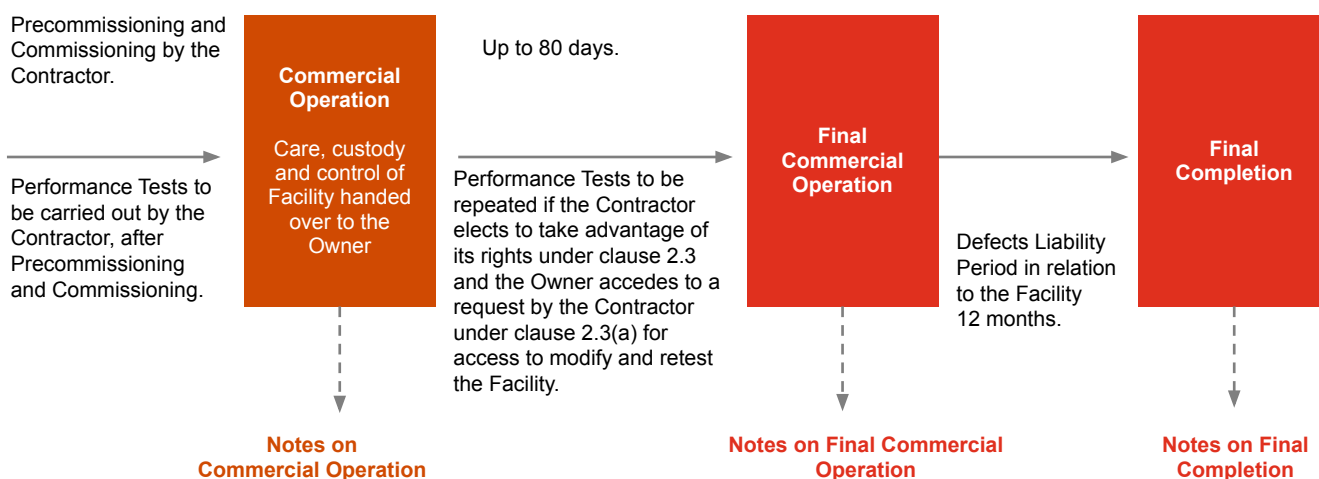 Precommissioning and
Commissioning by the
Contractor.
Performance Tests to
be carried out by the
Contractor, after
Precommissioning
and Commissioning.
Commercial
Operation
Care, custody
and control of
Facility handed
over to the
Owner
Up to 80 days.
Performance Tests to be
repeated if the Contractor
elects to take advantage of
its rights under clause 2.3
and the Owner accedes to a
request by the Contractor
under clause 2.3(a) for
access to modify and retest
the Facility.
Final
Commercial
Operation
Defects Liability
Period in relation
to the Facility
12 months.
Final
Completion
Notes on
Commercial Operation
Notes on Final Commercial
Operation
Notes on Final
Completion